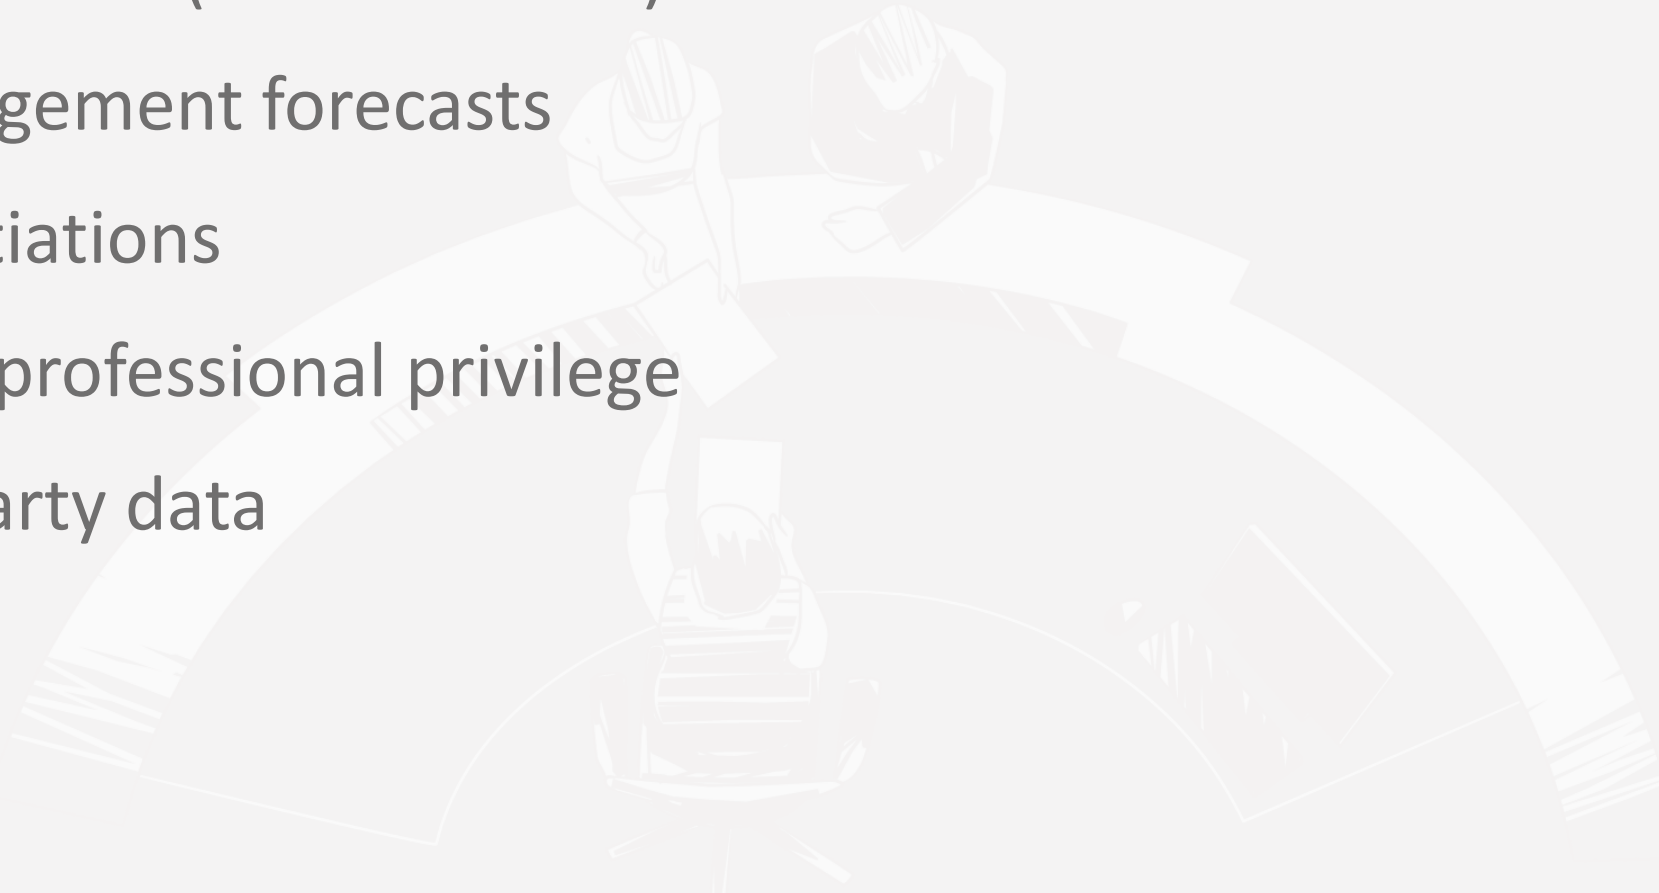 gement forecasts
tiations
professional privilege
arty data